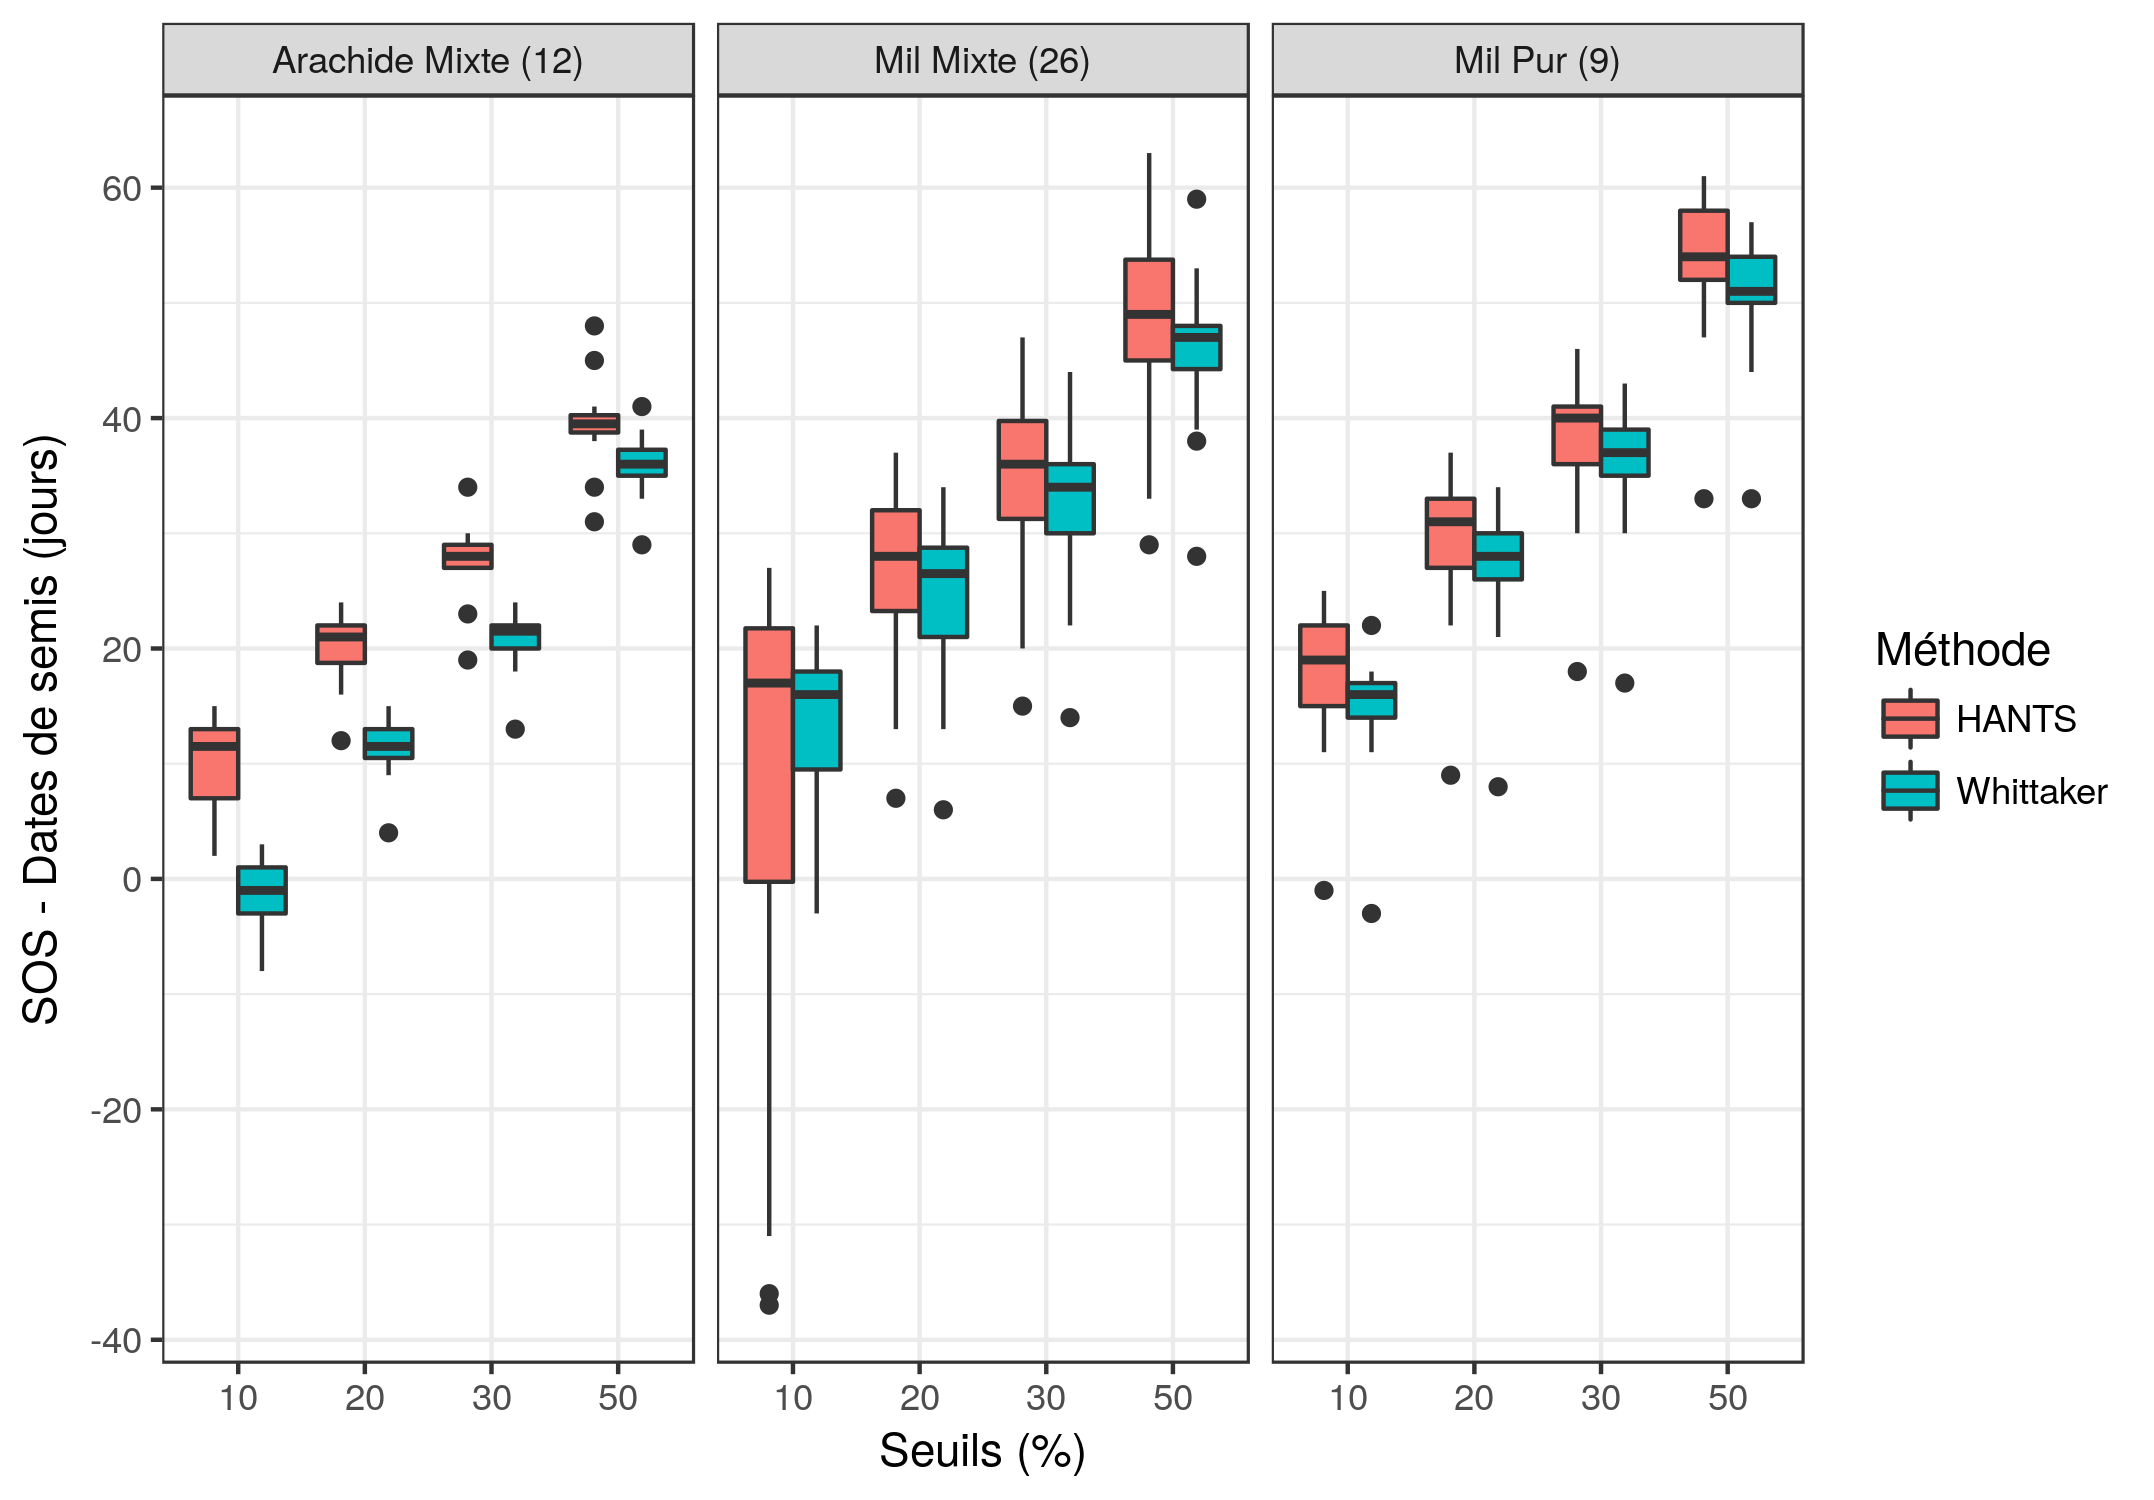 Arachide Mixte (12)
Mil Mixte (26)
Mil Pur (9)
SOS - Dates de semis (jours)
60
40
20
0
-20
-40
10 20 30 50
10 20 30 50
10 20 30 50
Seuils (%)
Méthode
HANTS
Whittaker